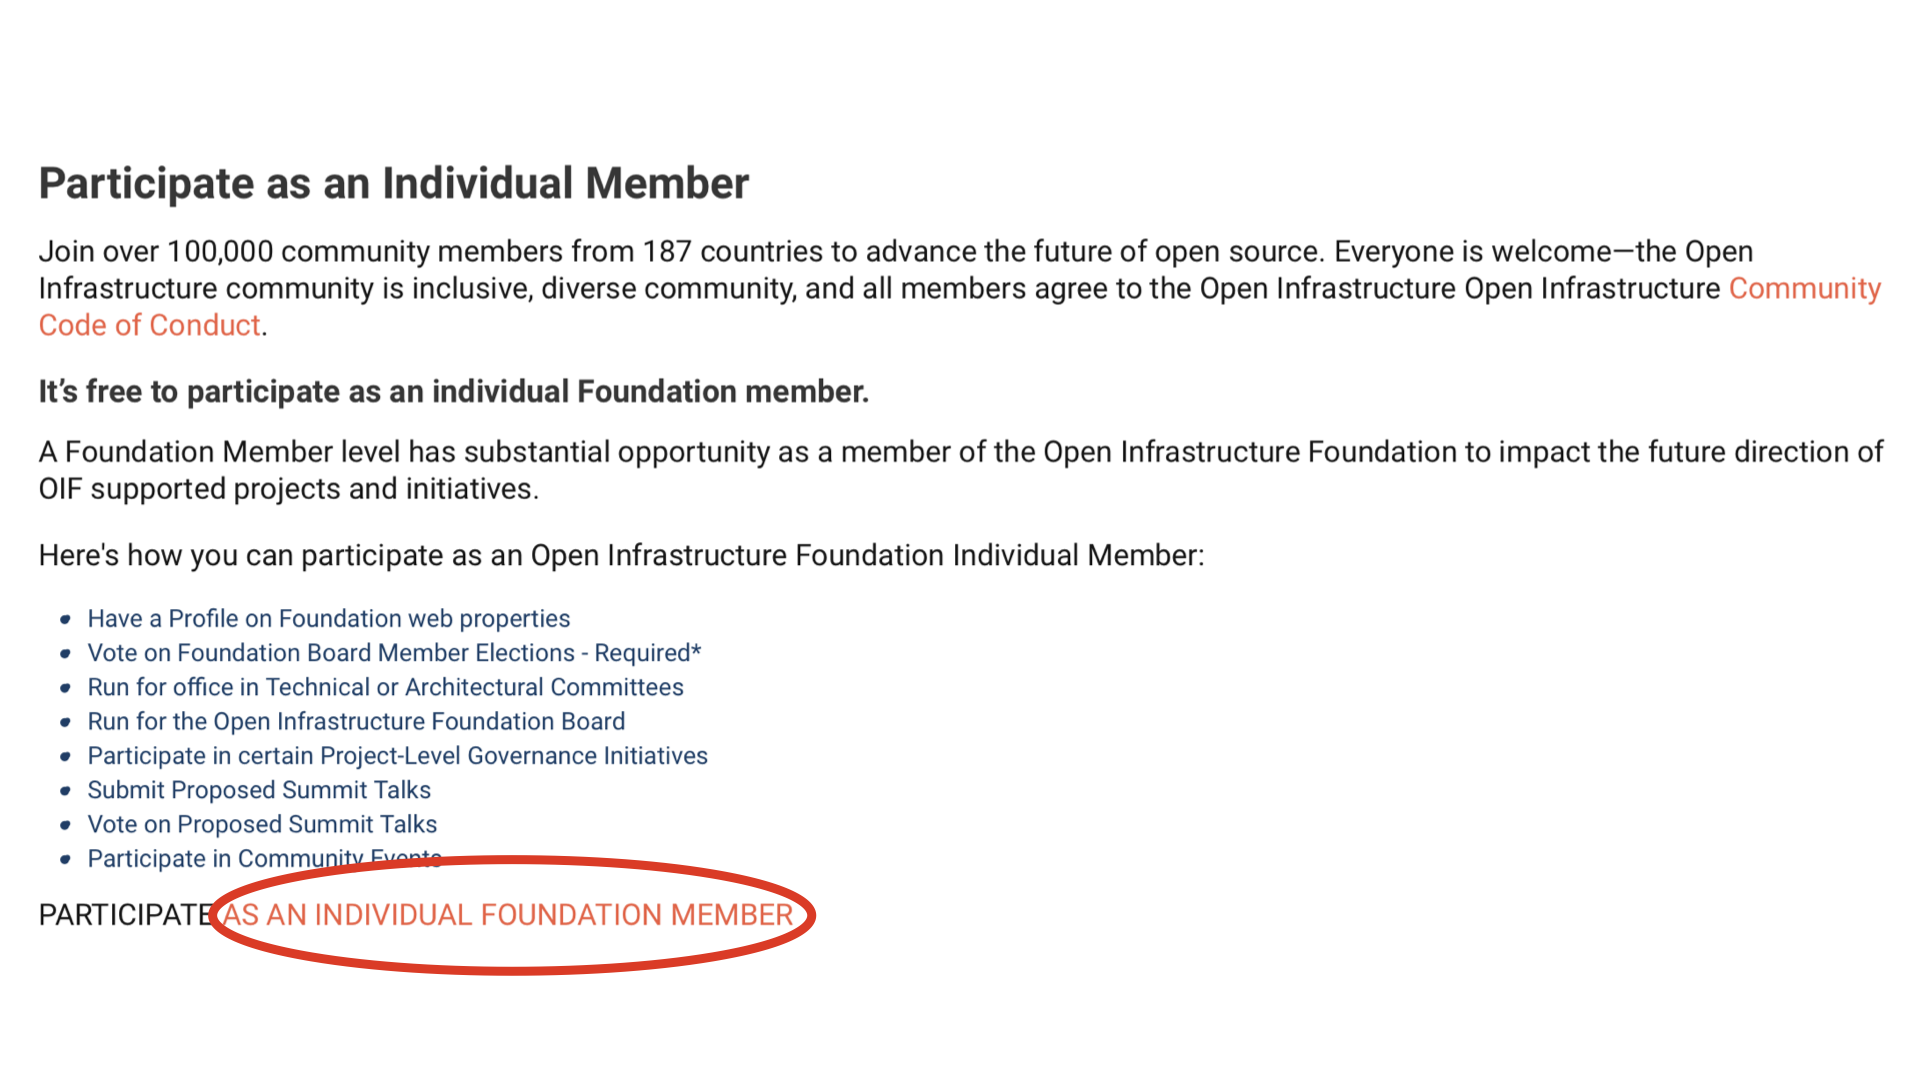 Participate as an Individual Member
Join over 100,000 community members from 187 countries to advance the future of open source. Everyone is welcome—the Open
Infrastructure community is inclusive, diverse community, and all members agree to the Open Infrastructure Open Infrastructure Community
Code of Conduct.
It’s free to participate as an individual Foundation member.
A Foundation Member level has substantial opportunity as a member of the Open Infrastructure Foundation to impact the future direction of
OIF supported projects and initiatives.
Here's how you can participate as an Open Infrastructure Foundation Individual Member:
• Have a Profile on Foundation web properties
• Vote on Foundation Board Member Elections - Required*
• Run for office in Technical or Architectural Committees
• Run for the Open Infrastructure Foundation Board
• Participate in certain Project-Level Governance Initiatives
• Submit Proposed Summit Talks
• Vote on Proposed Summit Talks
• Participate in Community Events
PARTICIPATE AS AN INDIVIDUAL FOUNDATION MEMBER